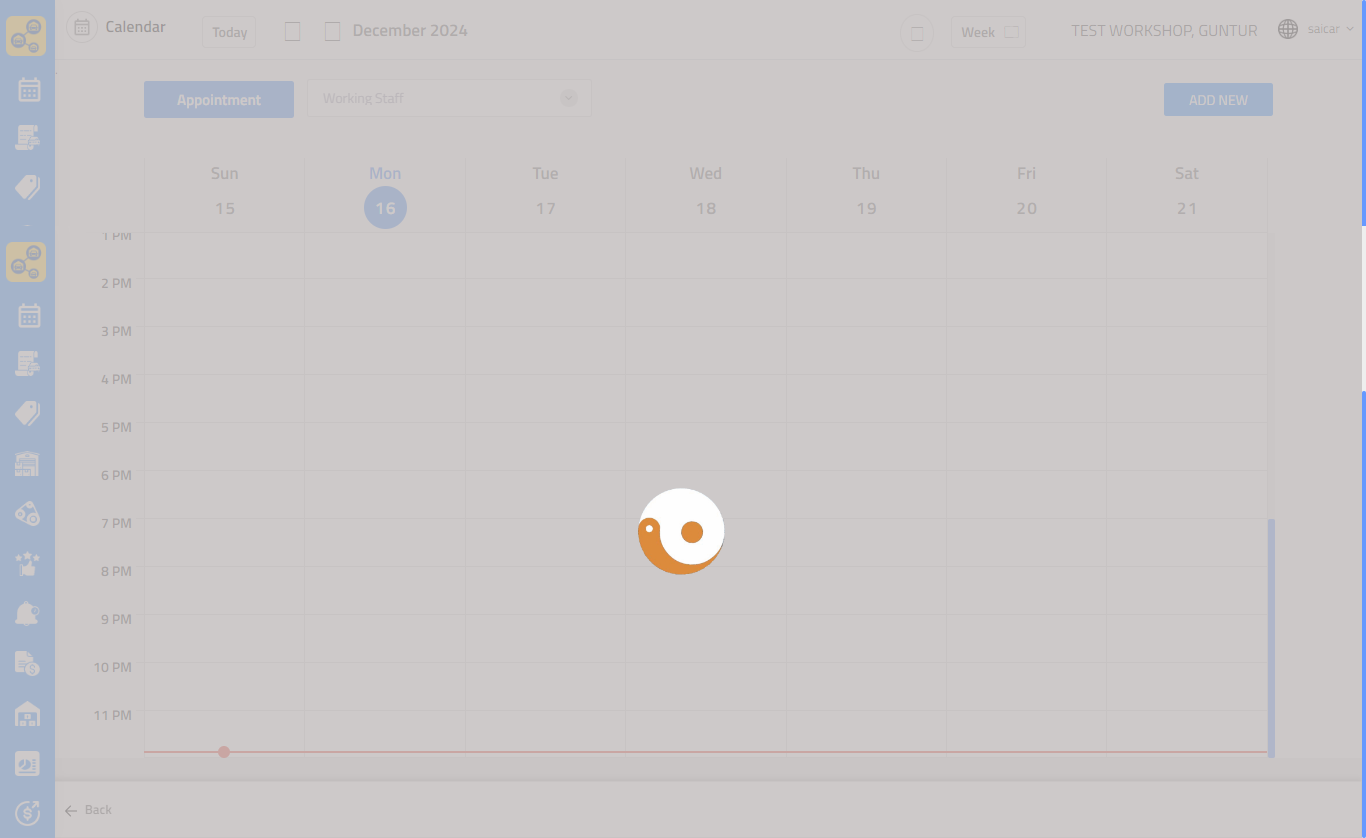 Calendar
Today
December 2024
Week
TEST WORKSHOP, GUNTUR
saicar
Appointment
Working Staff
ADD NEW
Sun Mon Tue Wed Thu Fri Sat
15 16 17 18 19 20 21
1 PM
2 PM
3 PM
4 PM
5 PM
6 PM
7 PM
8 PM
9 PM
10 PM
11 PM
Back